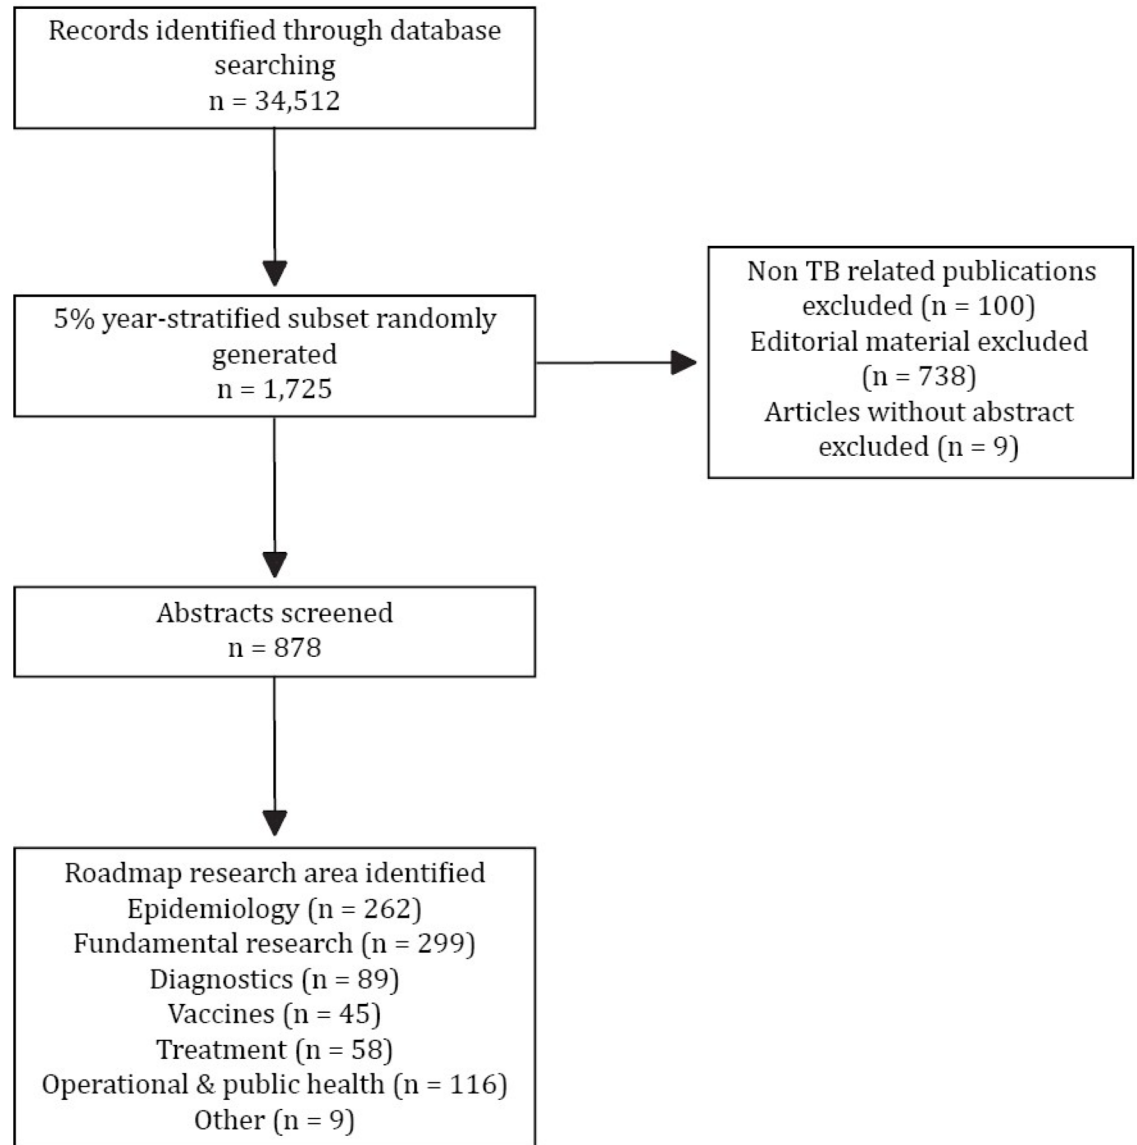 Records identified through database
searching
n = 34,512
5% year-stratified subset randomly
generated
n = 1,725
Non TB related publications
excluded (n = 100)
Editorial material excluded
(n = 738)
Articles without abstract
excluded (n = 9)
Abstracts screened
n = 878
Roadmap research area identified
Epidemiology (n = 262)
Fundamental research (n = 299)
Diagnostics (n = 89)
Vaccines (n = 45)
Treatment (n = 58)
Operational & public health (n = 116)
Other (n = 9)